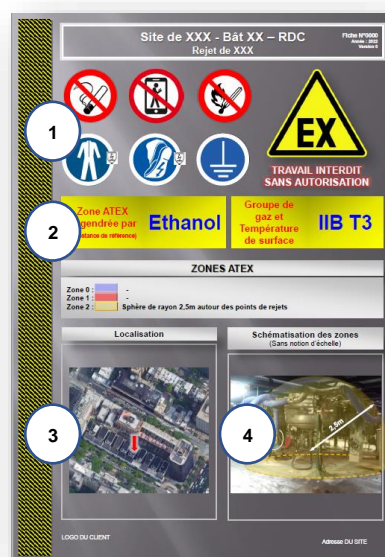 Site de XXX - Bât XX – RDC
Rejet de XXX
Fiche N°0000
Année : 2022
Version 0
1
EX
TRAVAIL INTERDIT
SANS AUTORISATION
2
Zone ATEX
gendrée par
Ethanol
Groupe de
gaz et
Température
de surface
IIB T3
ZONES ATEX
Zone 0 : -
Zone 1 : -
Zone 2 : Sphère de rayon 2,5m autour des points de rejets
Localisation
Schématisation des zones
(Sans notion d'échelle)
3
4
2,5m
LOGO DU CLIENT
Adresse DU SITE